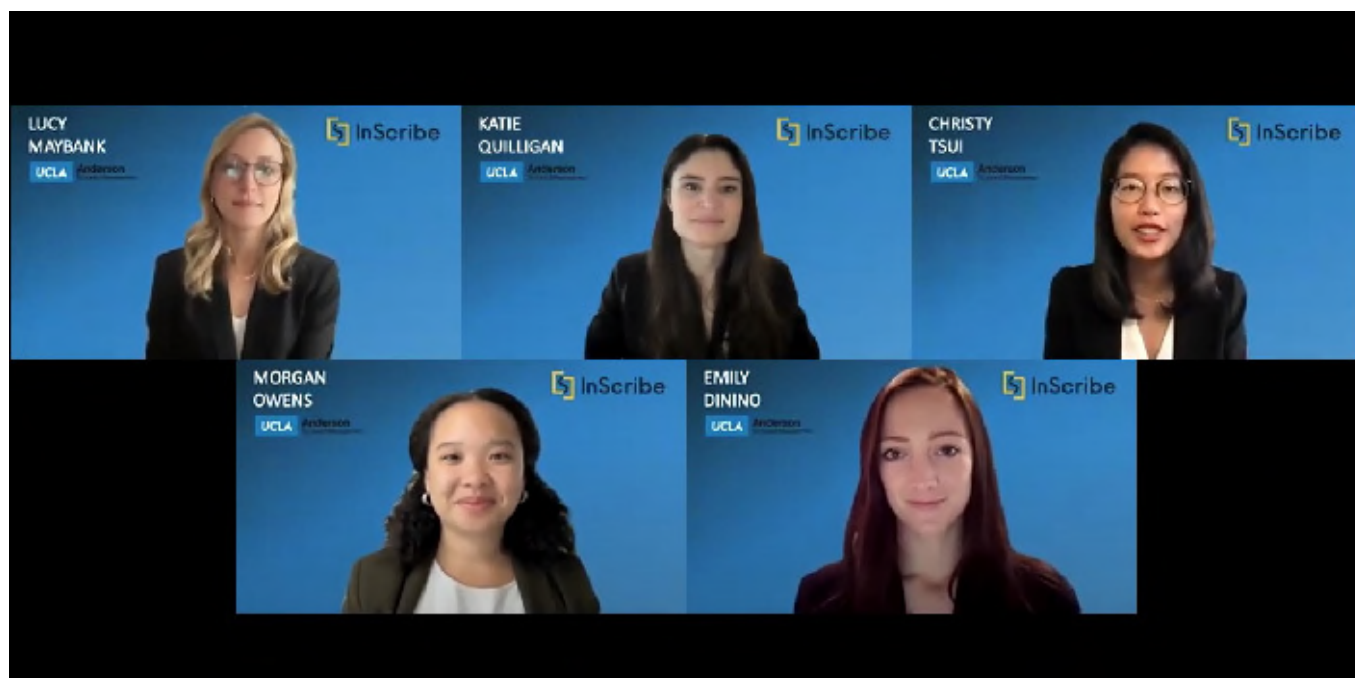 LUCY
MAYBANK
InScribe
UCLA Anderson
KATIE
QUILLIGAN
InScribe
UCLA Anderson
CHRISTY
TSUI
InScribe
UCLA Anderson
MORGAN
OWENS
InScribe
UCLA Anderson
EMILY
DININO
InScribe
UCLA Anderson